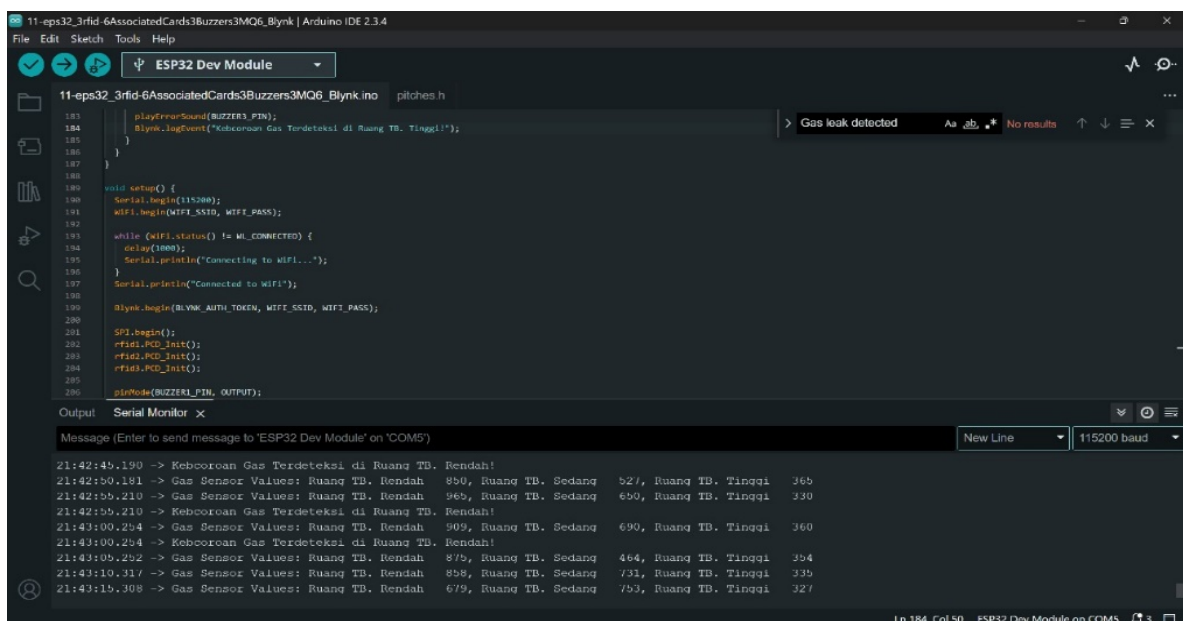 11-eps32_3rfid-6AssociatedCards3Buzzers3MQ6_Blynk | Arduino IDE 2.3.4
File Edit Sketch Tools Help
ESP32 Dev Module
11-eps32_3rfid-6AssociatedCards3Buzzers3MQ6_Blynk.ino pitches.h
Gas leak detected Aa ab, .* No results
183 playErrorSound(BUZZER3_PIN);
184 Blynk.logEvent("Kebcoroan Gas Terdeteksi di Ruang TB. Tinggi!");
185 }
186 }
187 }
188
189 void setup() {
190 Serial.begin(115200);
191 WiFi.begin(WIFI_SSID, WIFI_PASS);
192
193 while (WiFi.status() != WL_CONNECTED) {
194 delay(1000);
195 Serial.println("Connecting to WiFi...");
196 }
197 Serial.println("Connected to WiFi");
198
199 Blynk.begin(BLYNK_AUTH_TOKEN, WIFI_SSID, WIFI_PASS);
200
201 SPI.begin();
202 rfid1.PCD_Init();
203 rfid2.PCD_Init();
204 rfid3.PCD_Init();
205
206 pinMode(BUZZER1_PIN, OUTPUT);
Output Serial Monitor x
Message (Enter to send message to 'ESP32 Dev Module' on 'COM5') New Line 115200 baud
21:42:45.190 -> Kebcoroan Gas Terdeteksi di Ruang TB. Rendah!
21:42:50.181 -> Gas Sensor Values: Ruang TB. Rendah 850, Ruang TB. Sedang 527, Ruang TB. Tinggi 365
21:42:55.210 -> Gas Sensor Values: Ruang TB. Rendah 965, Ruang TB. Sedang 650, Ruang TB. Tinggi 330
21:42:55.210 -> Kebcoroan Gas Terdeteksi di Ruang TB. Rendah!
21:43:00.254 -> Gas Sensor Values: Ruang TB. Rendah 909, Ruang TB. Sedang 690, Ruang TB. Tinggi 360
21:43:00.254 -> Kebcoroan Gas Terdeteksi di Ruang TB. Rendah!
21:43:05.252 -> Gas Sensor Values: Ruang TB. Rendah 875, Ruang TB. Sedang 464, Ruang TB. Tinggi 354
21:43:10.317 -> Gas Sensor Values: Ruang TB. Rendah 858, Ruang TB. Sedang 731, Ruang TB. Tinggi 335
21:43:15.308 -> Gas Sensor Values: Ruang TB. Rendah 679, Ruang TB. Sedang 753, Ruang TB. Tinggi 327
Ln 184, Col 50 ESP32 Dev Module on COM5 3